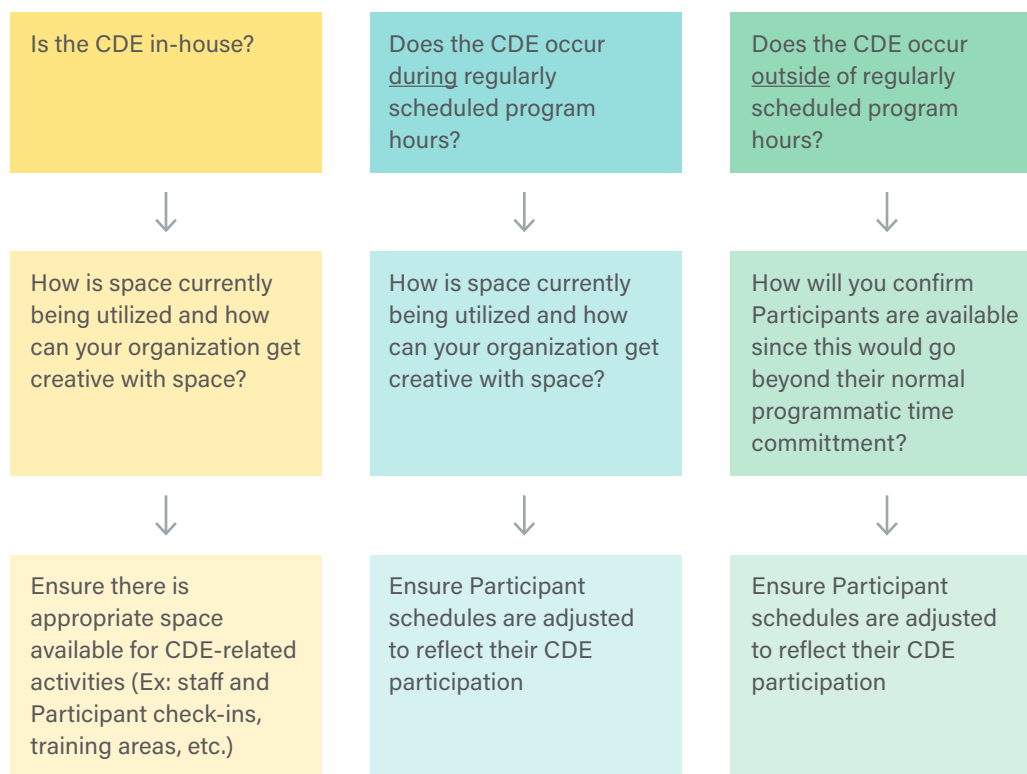 Is the CDE in-house?
Does the CDE occur
during regularly
scheduled program
hours?
Does the CDE occur
outside of regularly
scheduled program
hours?
How is space currently
being utilized and how
can your organization get
creative with space?
How is space currently
being utilized and how
can your organization get
creative with space?
How will you confirm
Participants are available
since this would go
beyond their normal
programmatic time
committment?
Ensure there is
appropriate space
available for CDE-related
activities (Ex: staff and
Participant check-ins,
training areas, etc.)
Ensure Participant
schedules are adjusted
to reflect their CDE
participation
Ensure Participant
schedules are adjusted
to reflect their CDE
participation